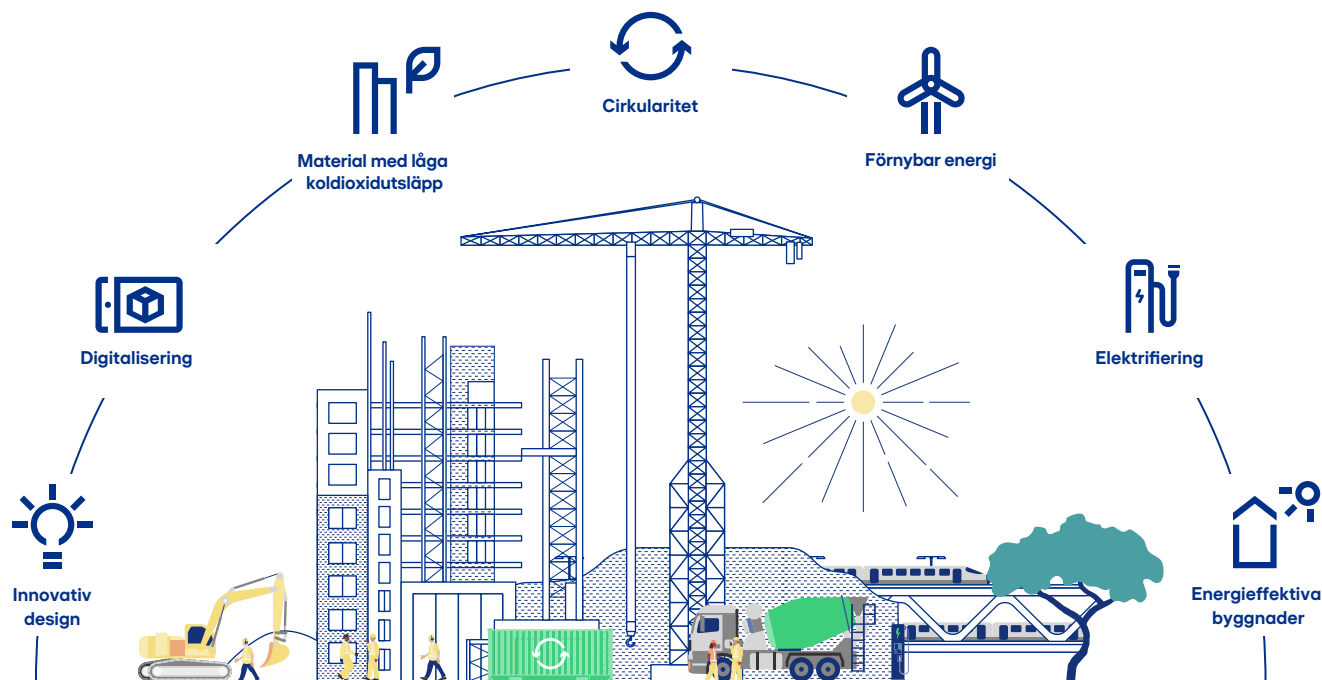 Cirkularitet
Material med låga
koldioxidutsläpp
Förnybar energi
Digitalisering
Elektrifiering
Innovativ
design
Energieffektiva
byggnader